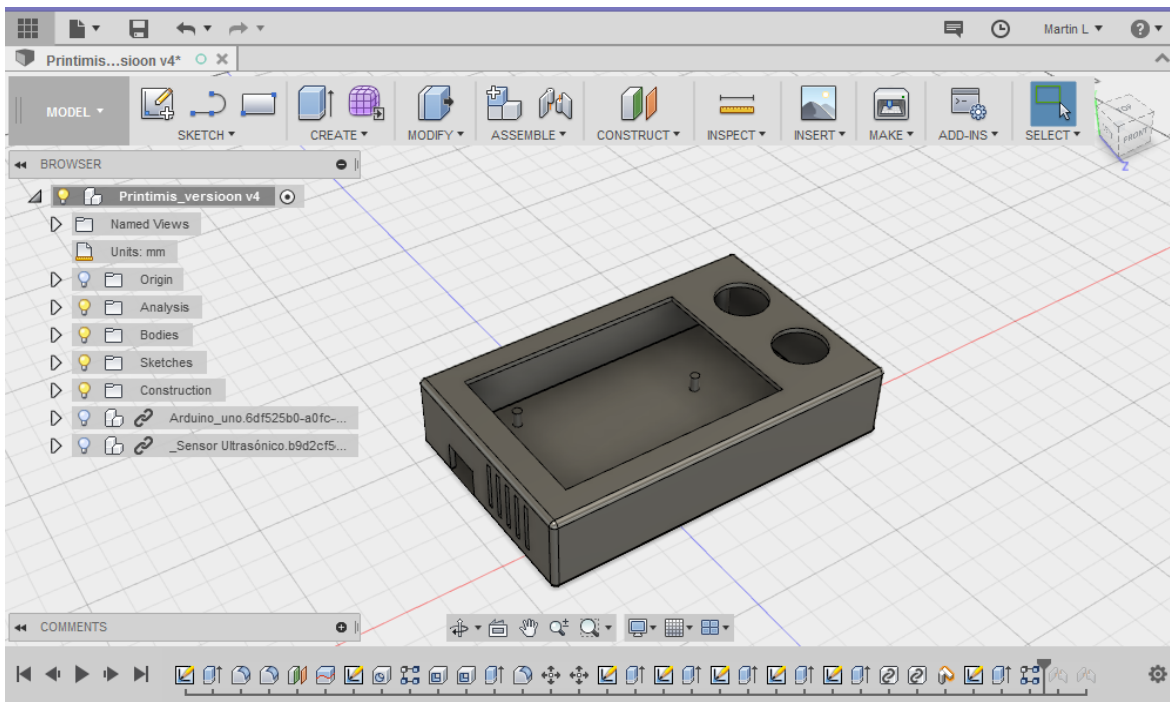 Martin L
Printimis...sioon v4*
MODEL
SKETCH
CREATE
MODIFY
ASSEMBLE
CONSTRUCT
INSPECT
INSERT
MAKE
ADD-INS
SELECT
FRONT
Z
BROWSER
Printimis_versioon v4
Named Views
Units: mm
Origin
Analysis
Bodies
Sketches
Construction
Arduino_uno.6df525b0-a0fc-...
_Sensor Ultrasónico.b9d2cf5...
COMMENTS